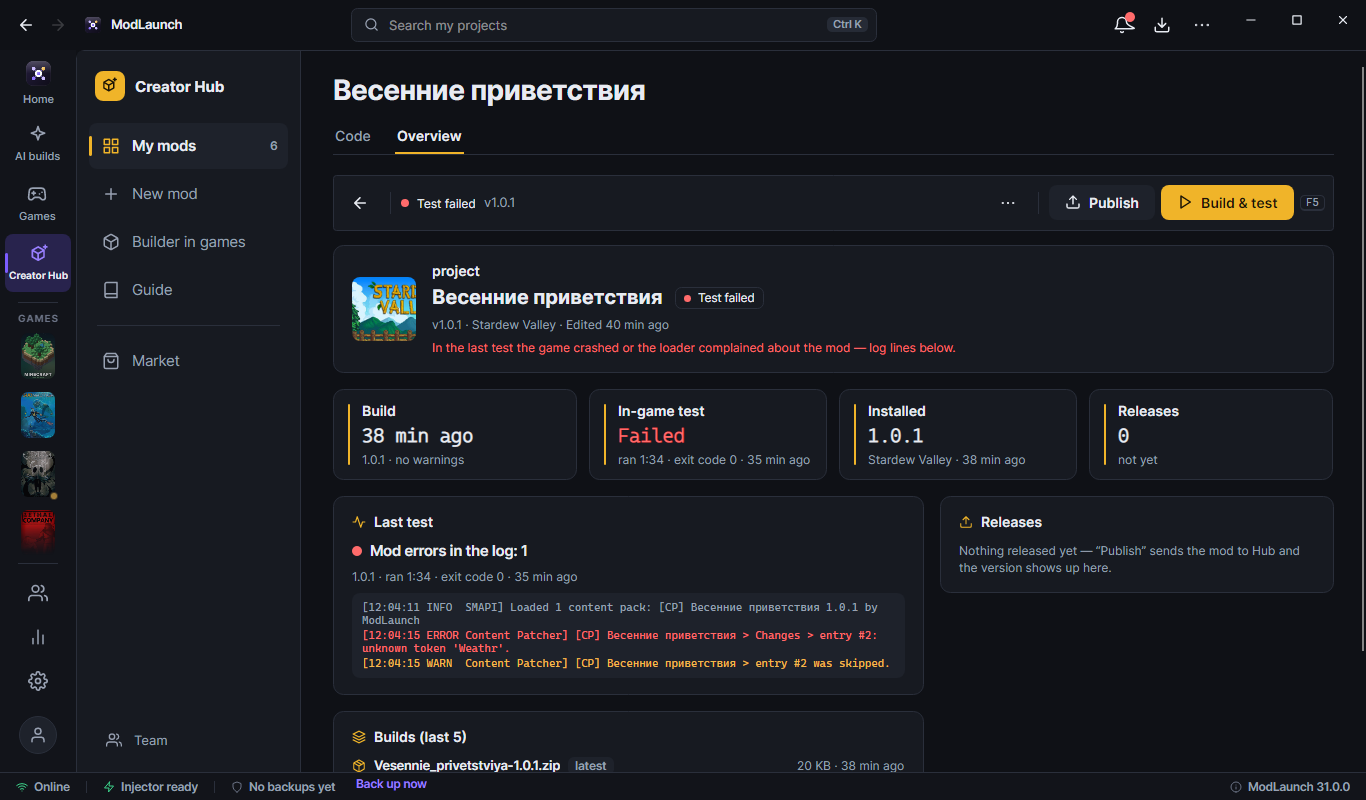 ModLaunch
Search my projects
Ctrl K
Home
AI builds
Games
Creator Hub
GAMES
MINECRAFT
Creator Hub
My mods 6
New mod
Builder in games
Guide
Market
Team
Весенние приветствия
Code Overview
Test failed v1.0.1
Publish
Build & test
F5
project
Весенние приветствия Test failed
v1.0.1 · Stardew Valley · Edited 40 min ago
In the last test the game crashed or the loader complained about the mod — log lines below.
Build
38 min ago
1.0.1 · no warnings
In-game test
Failed
ran 1:34 · exit code 0 · 35 min ago
Installed
1.0.1
Stardew Valley · 38 min ago
Releases
0
not yet
Last test
Mod errors in the log: 1
1.0.1 · ran 1:34 · exit code 0 · 35 min ago
[12:04:11 INFO  SMAPI] Loaded 1 content pack: [CP] Весенние приветствия 1.0.1 by
ModLaunch
[12:04:15 ERROR Content Patcher] [CP] Весенние приветствия > Changes > entry #2:
unknown token 'Weathr'.
[12:04:15 WARN  Content Patcher] [CP] Весенние приветствия > entry #2 was skipped.
Releases
Nothing released yet — “Publish” sends the mod to Hub and
the version shows up here.
Builds (last 5)
Vesennie_privetstviya-1.0.1.zip latest 20 KB · 38 min ago
Online
Injector ready
No backups yet
Back up now
ModLaunch 31.0.0